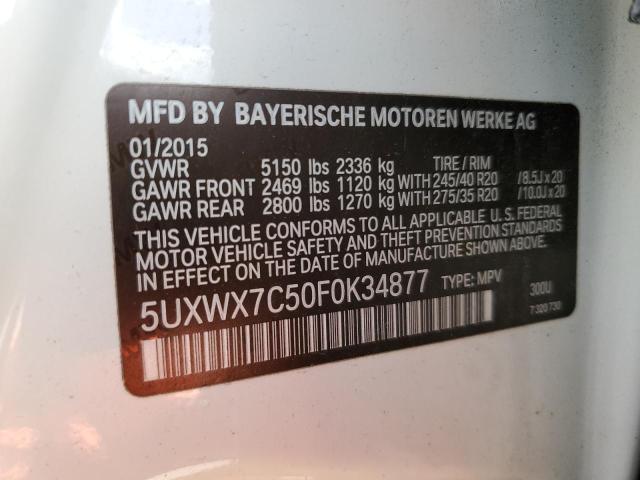 MFD BY BAYERISCHE MOTOREN WERKE AG
01/2015 TIRE / RIM
GVWR 5150 lbs 2336 kg
GAWR FRONT 2469 lbs 1120 kg WITH 245/40 R20 /8.5J x 20
GAWR REAR 2800 lbs 1270 kg WITH 275/35 R20 /10.0J x 20
THIS VEHICLE CONFORMS TO ALL APPLICABLE U.S. FEDERAL
MOTOR VEHICLE SAFETY AND THEFT PREVENTION STANDARDS
IN EFFECT ON THE DATE OF MANUFACTURE SHOWN ABOVE.
5UXWX7C50F0K34877 TYPE: MPV 300U
7 320 730